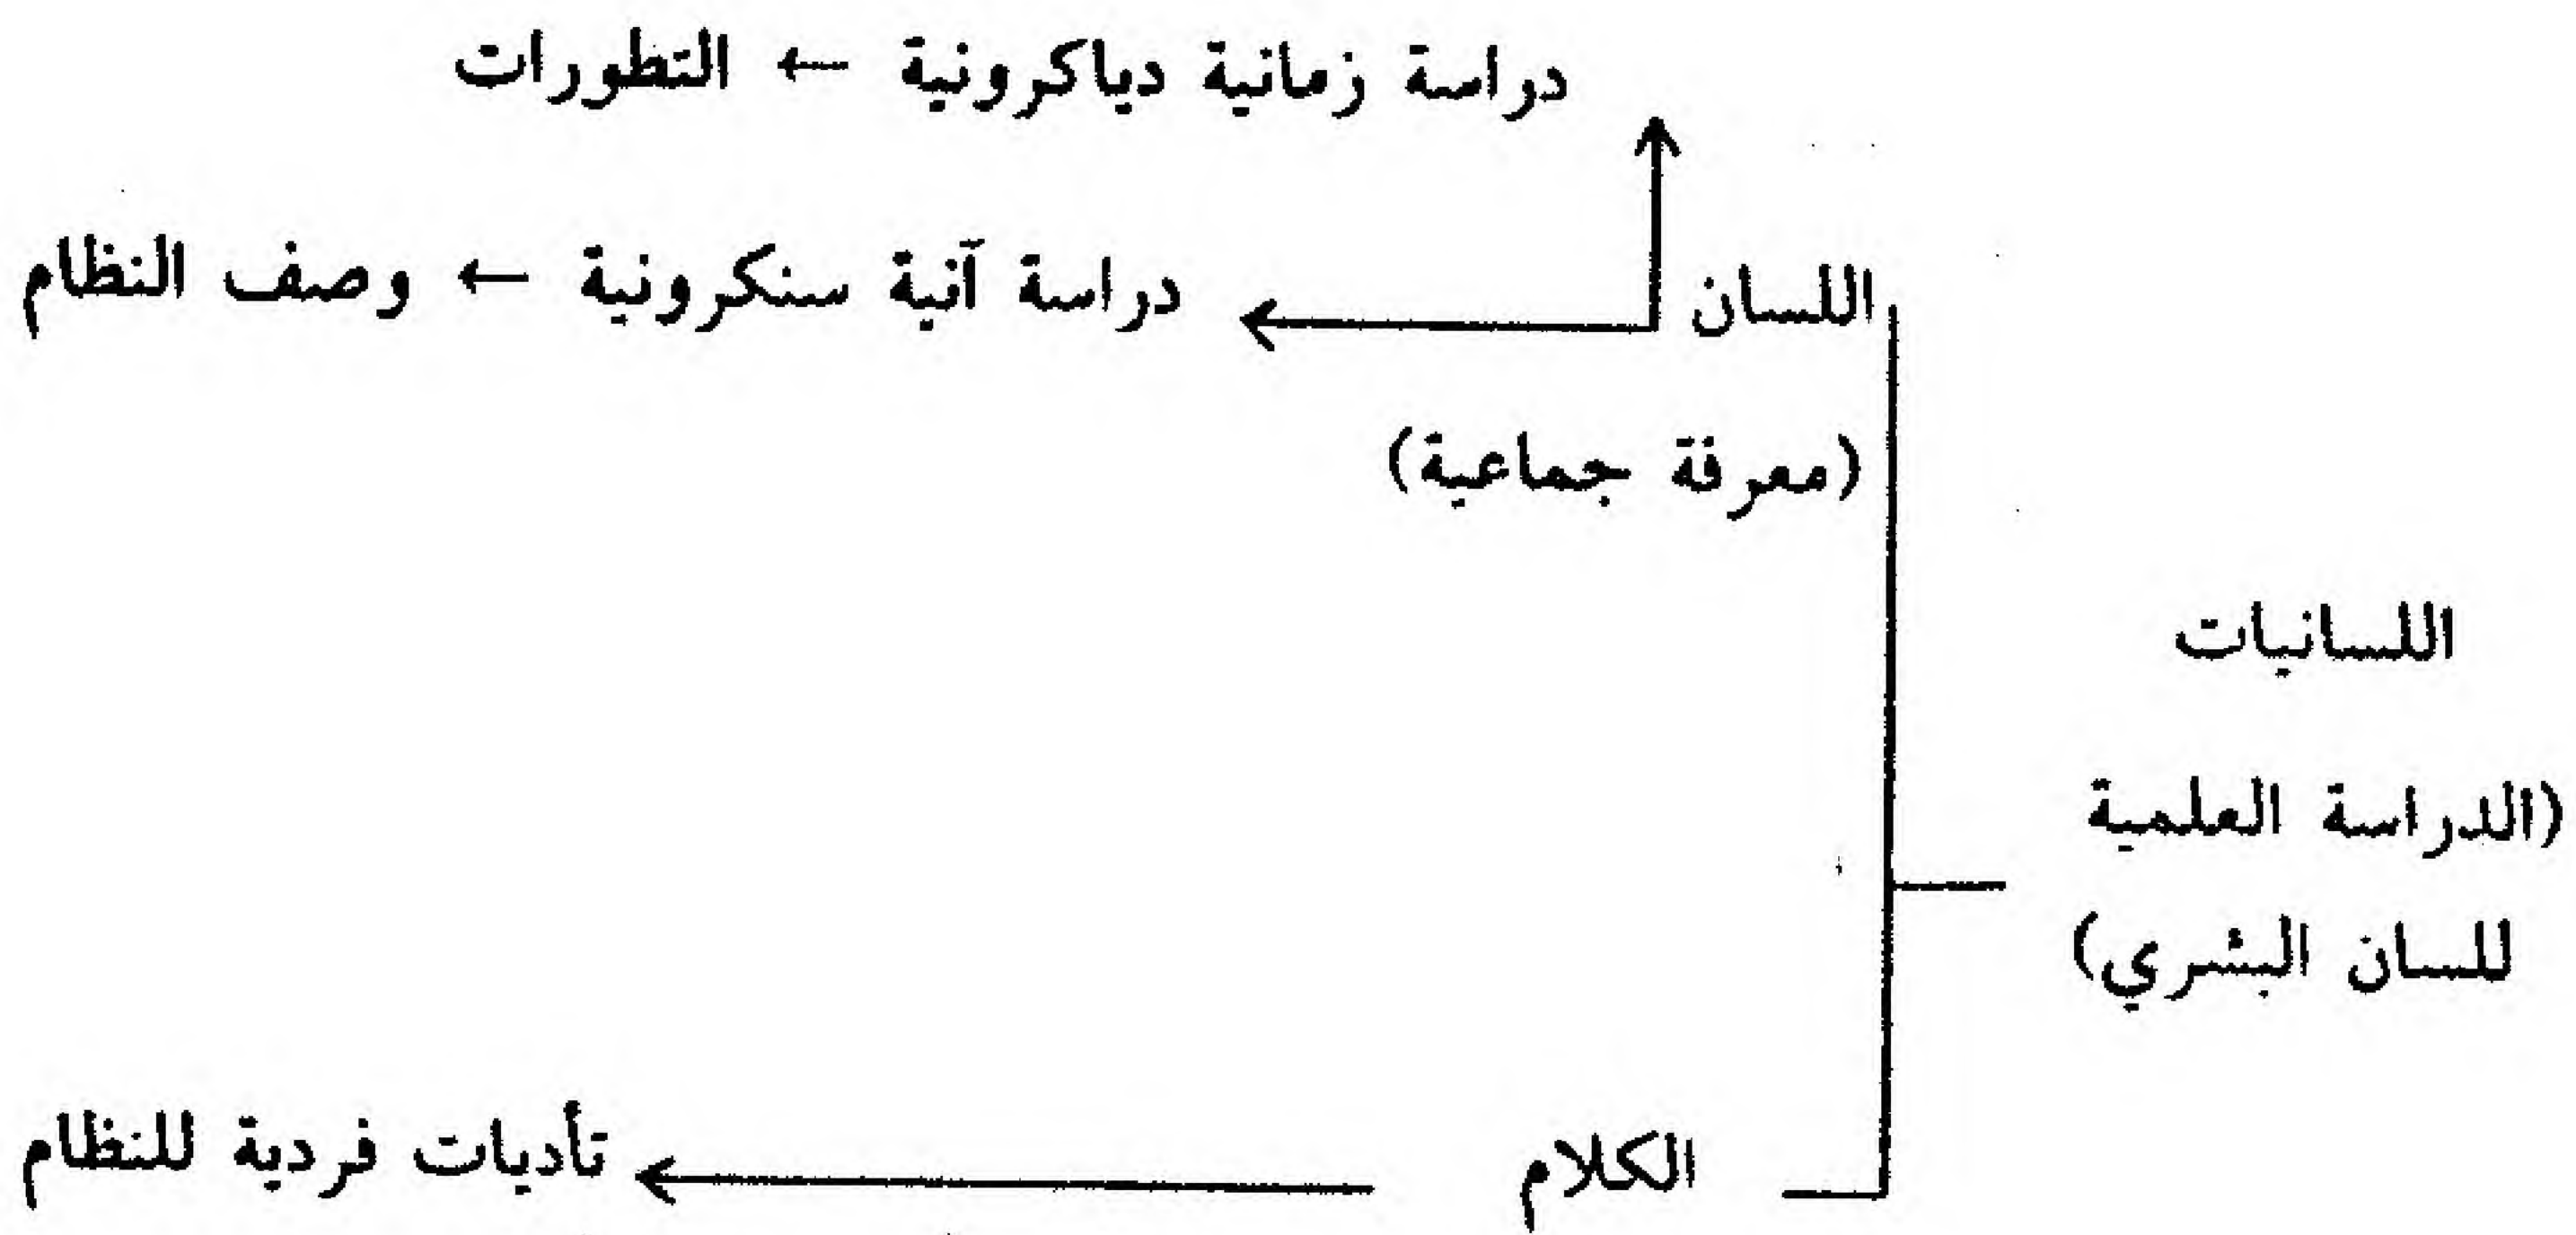 دراسة زمانية دياكرونية ← التطورات
اللسان
دراسة آنية سنكرونية ← وصف النظام
(معرفة جماعية)
اللسانيات
(الدراسة العلمية
للسان البشري)
الكلام
تأديات فردية للنظام